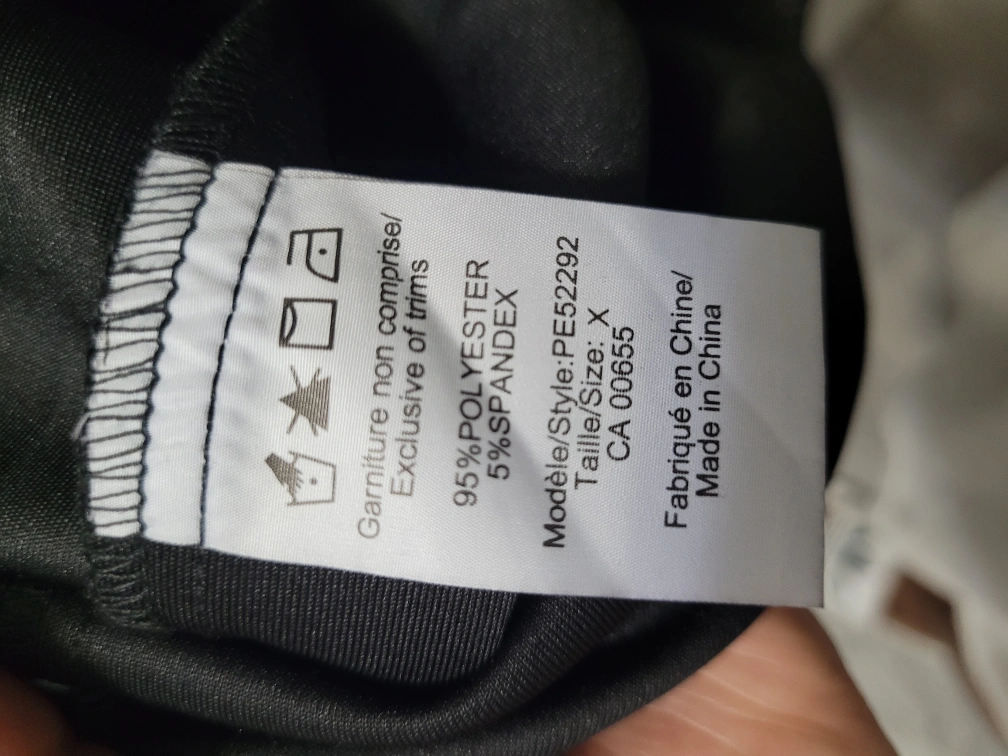 Garniture non comprise/
Exclusive of trims
95%POLYESTER
5%SPANDEX
Modèle/Style:PE52292
Taille/Size: X
CA 00655
Fabriqué en Chine/
Made in China